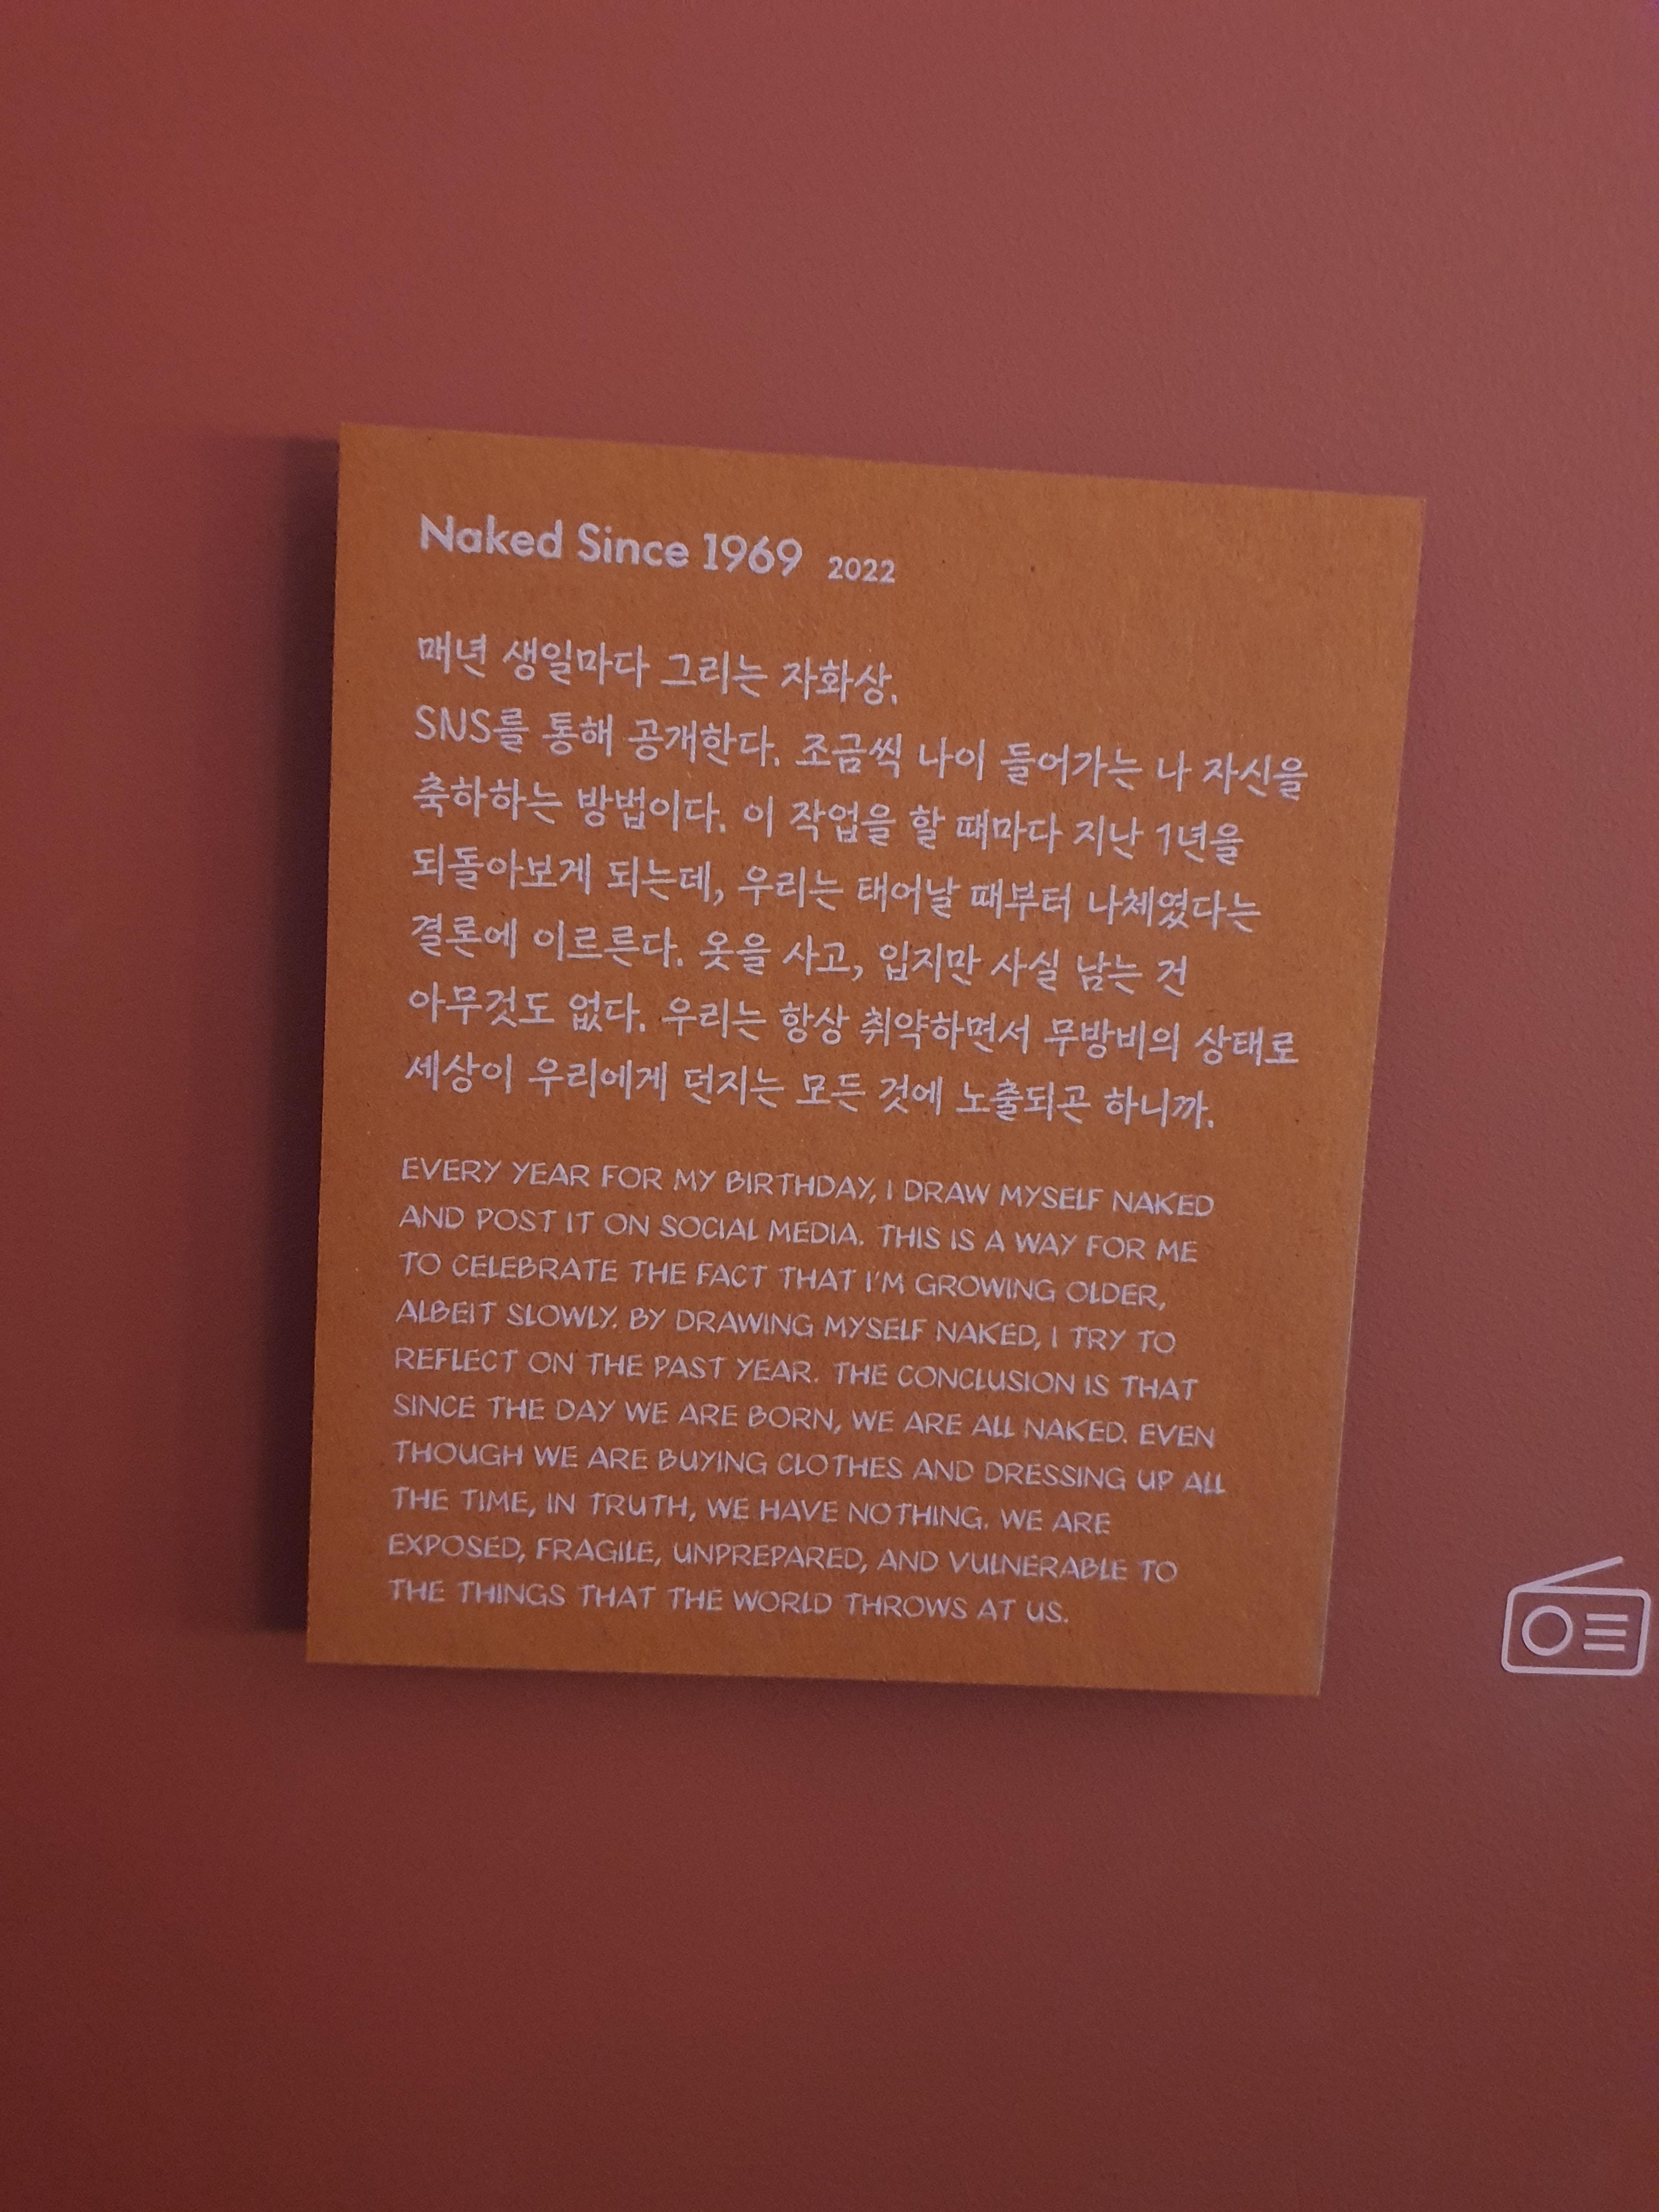 Naked Since 1969 2022
매년 생일마다 그리는 자화상.
SNS를 통해 공개한다. 조금씩 나이 들어가는 나 자신을
축하하는 방법이다. 이 작업을 할 때마다 지난 1년을
되돌아보게 되는데, 우리는 태어날 때부터 나체였다는
결론에 이르른다. 옷을 사고, 입지만 사실 남는 건
아무것도 없다. 우리는 항상 취약하면서 무방비의 상태로
세상이 우리에게 던지는 모든 것에 노출되곤 하니까.
EVERY YEAR FOR MY BIRTHDAY, I DRAW MYSELF NAKED
AND POST IT ON SOCIAL MEDIA. THIS IS A WAY FOR ME
TO CELEBRATE THE FACT THAT I'M GROWING OLDER,
ALBEIT SLOWLY. BY DRAWING MYSELF NAKED, I TRY TO
REFLECT ON THE PAST YEAR. THE CONCLUSION IS THAT
SINCE THE DAY WE ARE BORN, WE ARE ALL NAKED. EVEN
THOUGH WE ARE BUYING CLOTHES AND DRESSING UP ALL
THE TIME, IN TRUTH, WE HAVE NOTHING. WE ARE
EXPOSED, FRAGILE, UNPREPARED, AND VULNERABLE TO
THE THINGS THAT THE WORLD THROWS AT US.